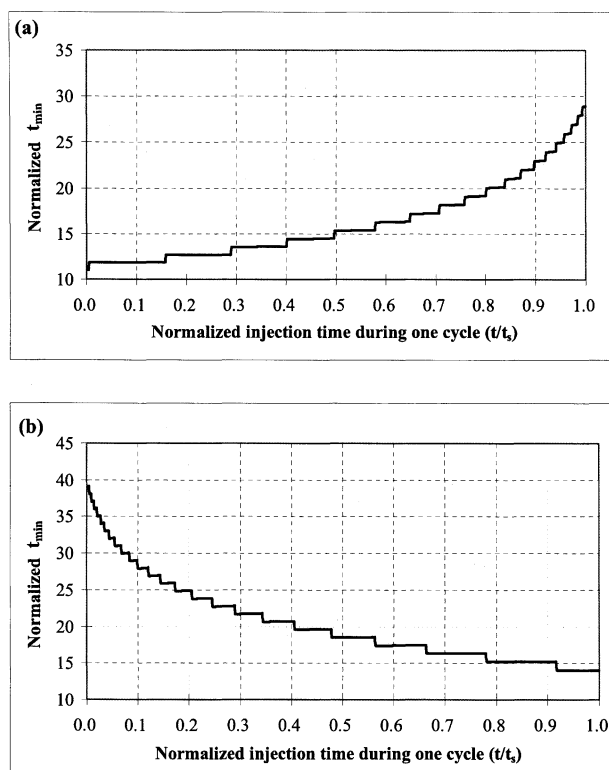 (a)
35
30
25
20
15
10
Normalized t_min
0.0 0.1 0.2 0.3 0.4 0.5 0.6 0.7 0.8 0.9 1.0
Normalized injection time during one cycle (t/t_s)
(b)
45
40
35
30
25
20
15
10
Normalized t_min
0.0 0.1 0.2 0.3 0.4 0.5 0.6 0.7 0.8 0.9 1.0
Normalized injection time during one cycle (t/t_s)